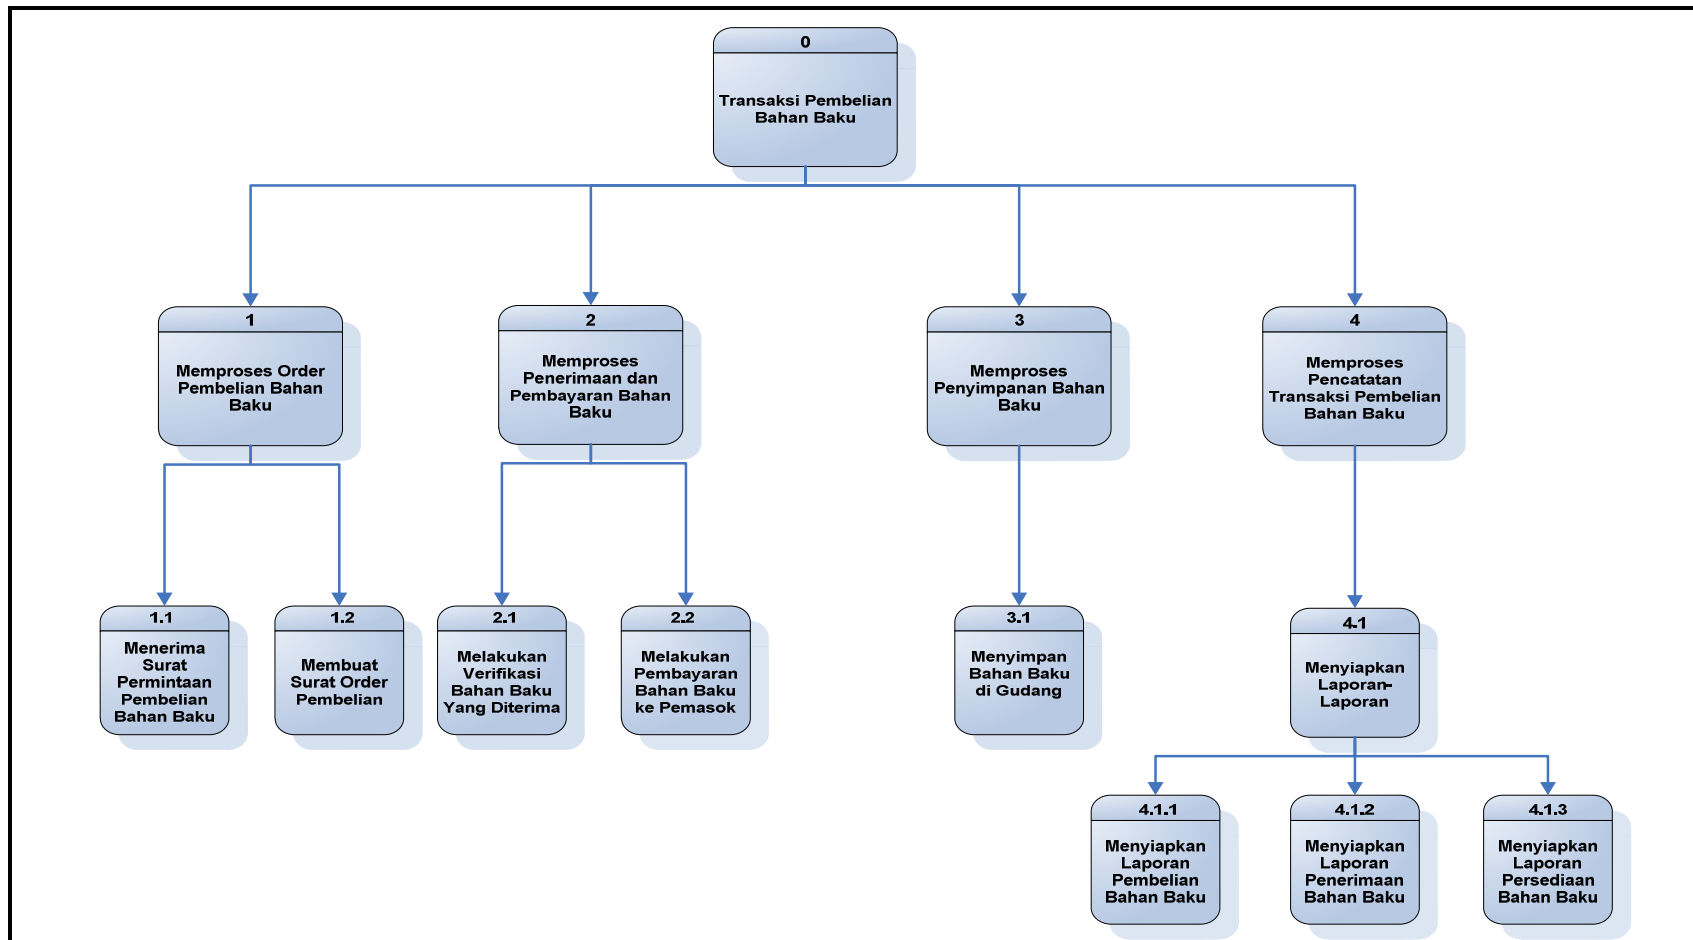 0
Transaksi Pembelian
Bahan Baku
1
Memproses Order
Pembelian Bahan
Baku
2
Memproses
Penerimaan dan
Pembayaran Bahan
Baku
3
Memproses
Penyimpanan Bahan
Baku
4
Memproses
Pencatatan
Transaksi Pembelian
Bahan Baku
1.1
Menerima
Surat
Permintaan
Pembelian
Bahan Baku
1.2
Membuat
Surat Order
Pembelian
2.1
Melakukan
Verifikasi
Bahan Baku
Yang Diterima
2.2
Melakukan
Pembayaran
Bahan Baku
ke Pemasok
3.1
Menyimpan
Bahan Baku
di Gudang
4.1
Menyiapkan
Laporan-
Laporan
4.1.1
Menyiapkan
Laporan
Pembelian
Bahan Baku
4.1.2
Menyiapkan
Laporan
Penerimaan
Bahan Baku
4.1.3
Menyiapkan
Laporan
Persediaan
Bahan Baku